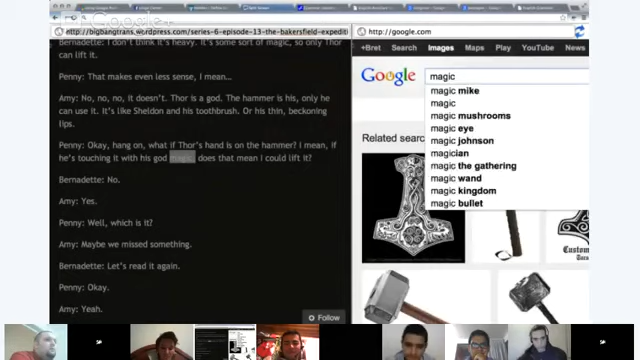 http://bigbangtrans.wordpress.com/series-6-episode-13-the-bakersfield-expedit
Bernadette: I don't think it's heavy. It's some sort of magic, so only Thor
can lift it.
Penny: That makes even less sense, I mean…
Amy: No, no, no, it doesn't. Thor is a god. The hammer is his, only he
can use it. It's like Sheldon and his toothbrush. Or his thin, beckoning
lips.
Penny: Okay, hang on, what if Thor's hand is on the hammer? I mean, if
he's touching it with his god magic, does that mean I could lift it?
Bernadette: No.
Amy: Yes.
Penny: Well, which is it?
Amy: Maybe we missed something.
Bernadette: Let's read it again.
Penny: Okay.
Amy: Yeah.
Follow
http://google.com
+Bret Search Images Maps Play YouTube News
Google
magic
magic mike
magic
magic mushrooms
magic eye
magic johnson
magician
magic the gathering
magic wand
magic kingdom
magic bullet
Related searc
Custom